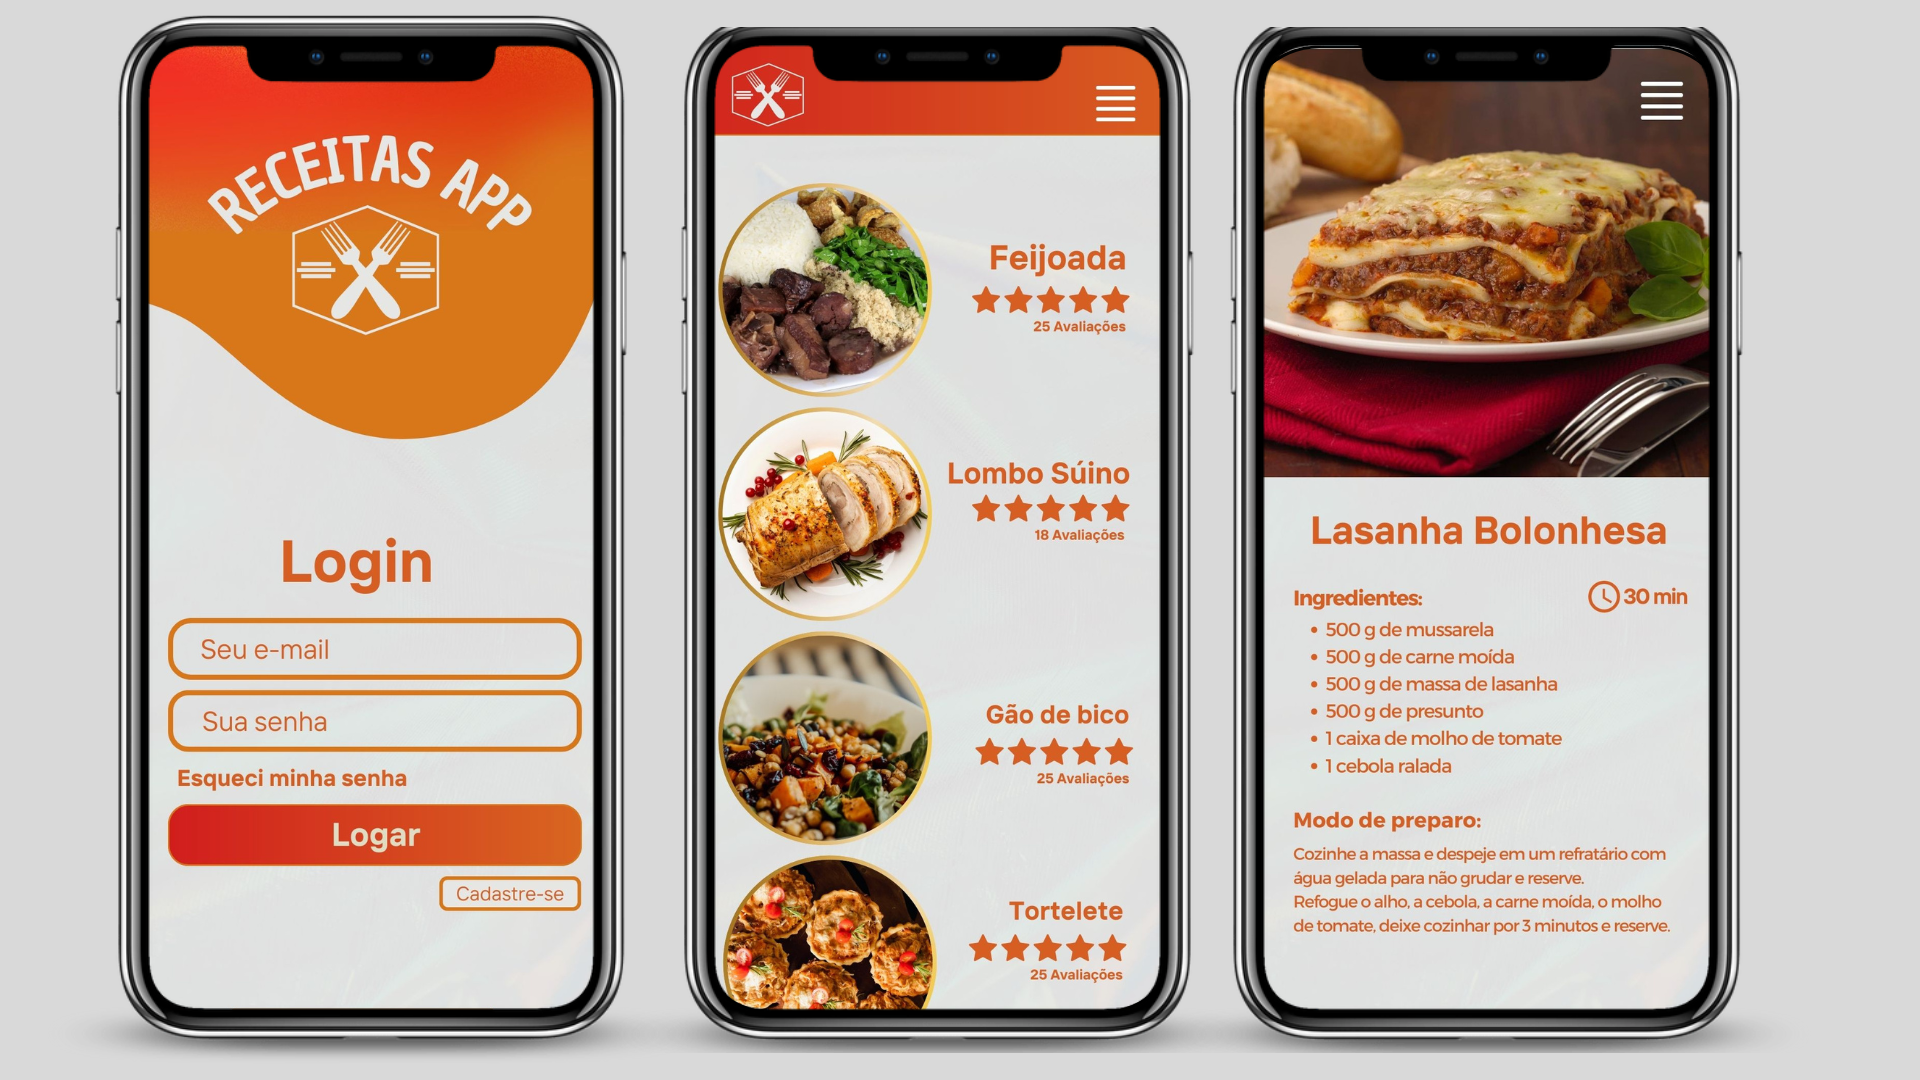 RECEITAS APP
Login
Seu e-mail
Sua senha
Esqueci minha senha
Logar
Cadastre-se
Feijoada
25 Avaliações
Lombo Súino
18 Avaliações
Gão de bico
25 Avaliações
Tortelete
25 Avaliações
Lasanha Bolonhesa
Ingredientes:
30 min
• 500 g de mussarela
• 500 g de carne moída
• 500 g de massa de lasanha
• 500 g de presunto
• 1 caixa de molho de tomate
• 1 cebola ralada
Modo de preparo:
Cozinhe a massa e despeje em um refratário com
água gelada para não grudar e reserve.
Refogue o alho, a cebola, a carne moída, o molho
de tomate, deixe cozinhar por 3 minutos e reserve.